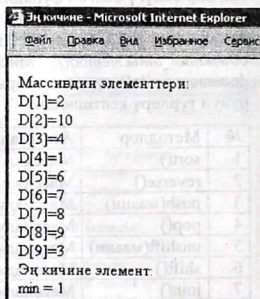 Эң кичине - Microsoft Internet Explorer
Файл Правка Вид Избранное Сервис
Массивдин элементтери:
D[1]=2
D[2]=10
D[3]=4
D[4]=1
D[5]=6
D[6]=7
D[7]=8
D[8]=9
D[9]=3
Эң кичине элемент:
min = 1